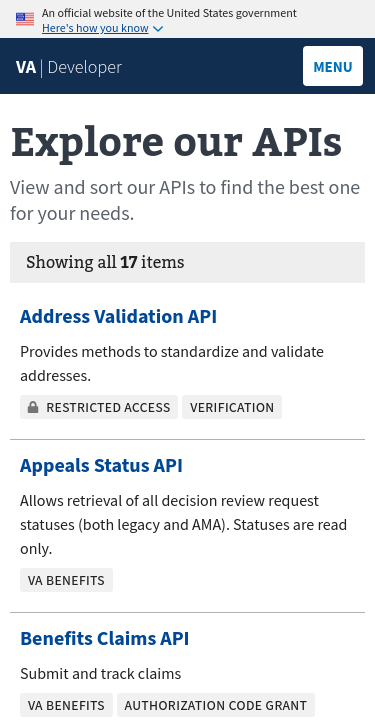 An official website of the United States government
Here's how you know
VA | Developer
MENU
Explore our APIs
View and sort our APIs to find the best one
for your needs.
Showing all 17 items
Address Validation API
Provides methods to standardize and validate
addresses.
RESTRICTED ACCESS VERIFICATION
Appeals Status API
Allows retrieval of all decision review request
statuses (both legacy and AMA). Statuses are read
only.
VA BENEFITS
Benefits Claims API
Submit and track claims
VA BENEFITS AUTHORIZATION CODE GRANT